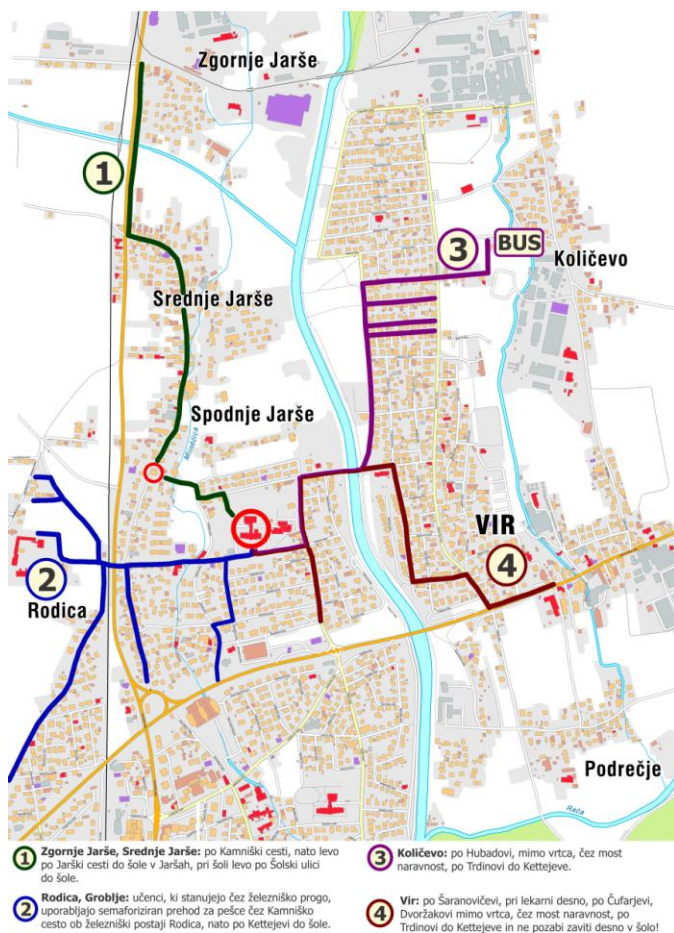 Zgornje Jarše
1
3
BUS
Količevo
Srednje Jarše
Spodnje Jarše
Mlinščica
VIR
4
2
Rodica
Podrečje
Rača
1 Zgornje Jarše, Srednje Jarše: po Kamniški cesti, nato levo
po Jarški cesti do šole v Jaršah, pri šoli levo po Šolski ulici
do šole.
2 Rodica, Groblje: učenci, ki stanujejo čez železniško progo,
uporabljajo semaforiziran prehod za pešce čez Kamniško
cesto ob železniški postaji Rodica, nato po Kettejevi do šole.
3 Količevo: po Hubadovi, mimo vrtca, čez most
naravnost, po Trdinovi do Kettejeve.
4 Vir: po Šaranovičevi, pri lekarni desno, po Čufarjevi,
Dvoržakovi mimo vrtca, čez most naravnost, po
Trdinovi do Kettejeve in ne pozabi zaviti desno v šolo!